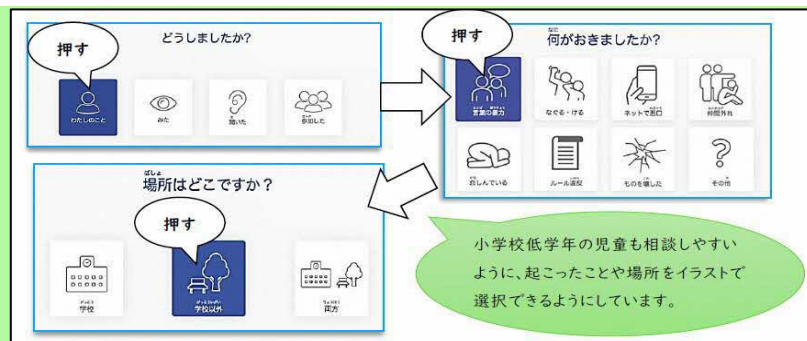 どうしましたか?
押す
わたしのこと
みた
聞いた
参加した
何がおきましたか?
なに
押す
言葉の暴力
なぐる・ける
ネットで悪口
仲間外れ
悲しんでいる
ルール違反
ものを壊した
その他
ばしょ
場所はどこですか?
押す
学校
学校以外
両方
小学校低学年の児童も相談しやすい
ように、起こったことや場所をイラストで
選択できるようにしています。